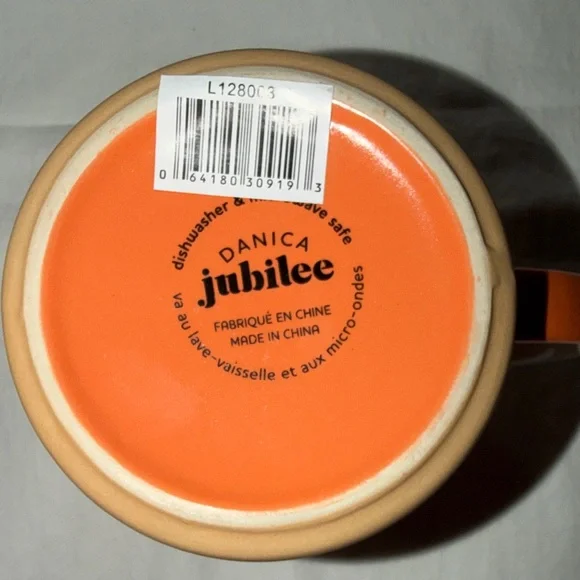 L128003
0 64180 30919 3
dishwasher & microwave safe
DANICA
jubilee
FABRIQUÉ EN CHINE
MADE IN CHINA
va au lave-vaisselle et aux micro-ondes